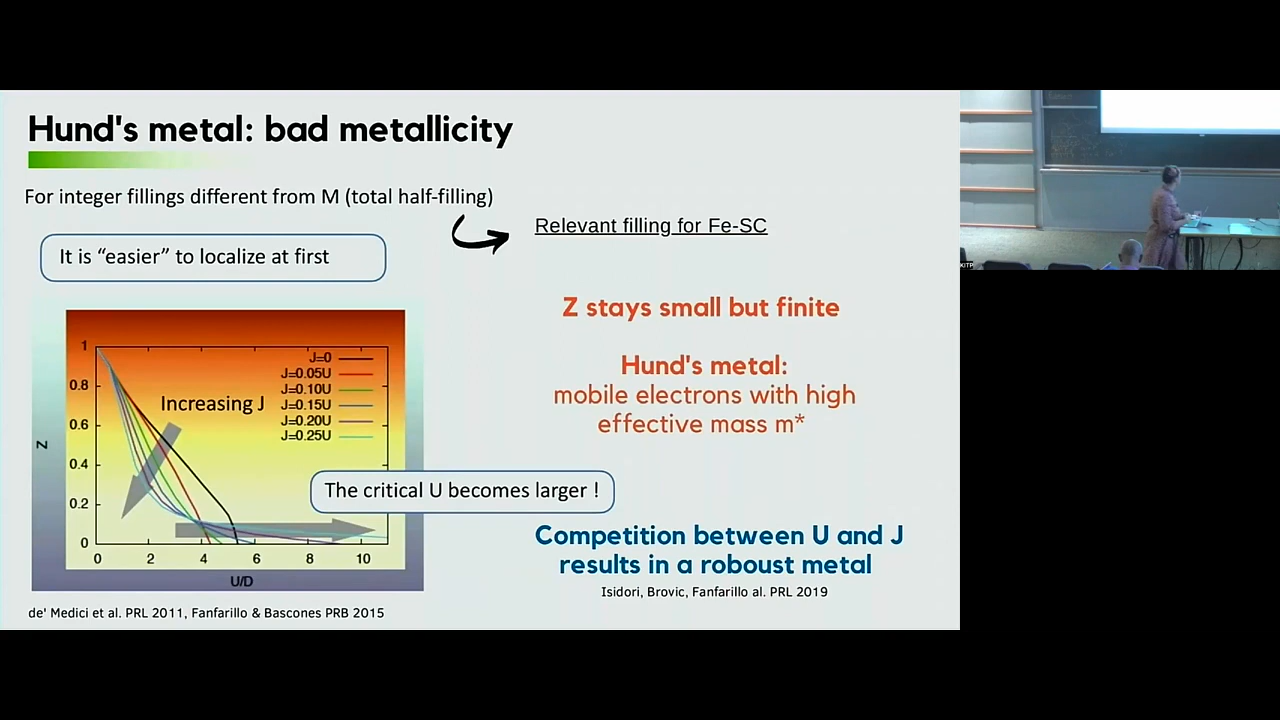 Hund's metal: bad metallicity
For integer fillings different from M (total half-filling)
Relevant filling for Fe-SC
It is “easier” to localize at first
Z stays small but finite
Hund's metal:
mobile electrons with high
effective mass m*
Increasing J
J=0
J=0.05U
J=0.10U
J=0.15U
J=0.20U
J=0.25U
1
0.8
0.6
0.4
0.2
0
Z
0 2 4 6 8 10
U/D
The critical U becomes larger !
Competition between U and J
results in a roboust metal
Isidori, Brovic, Fanfarillo al. PRL 2019
de' Medici et al. PRL 2011, Fanfarillo & Bascones PRB 2015
KITP